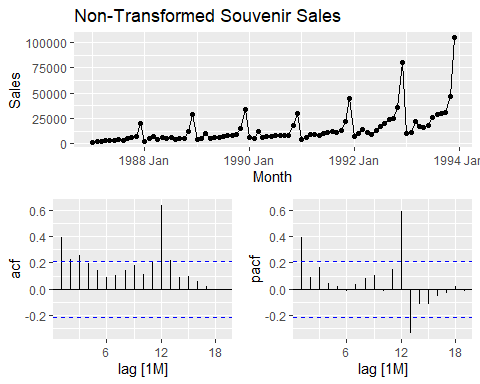 Non-Transformed Souvenir Sales
Sales
100000
75000
50000
25000
0
1988 Jan
1990 Jan
1992 Jan
1994 Jan
Month
acf
0.6
0.4
0.2
0.0
-0.2
6
12
18
lag [1M]
pacf
0.6
0.4
0.2
0.0
-0.2
6
12
18
lag [1M]